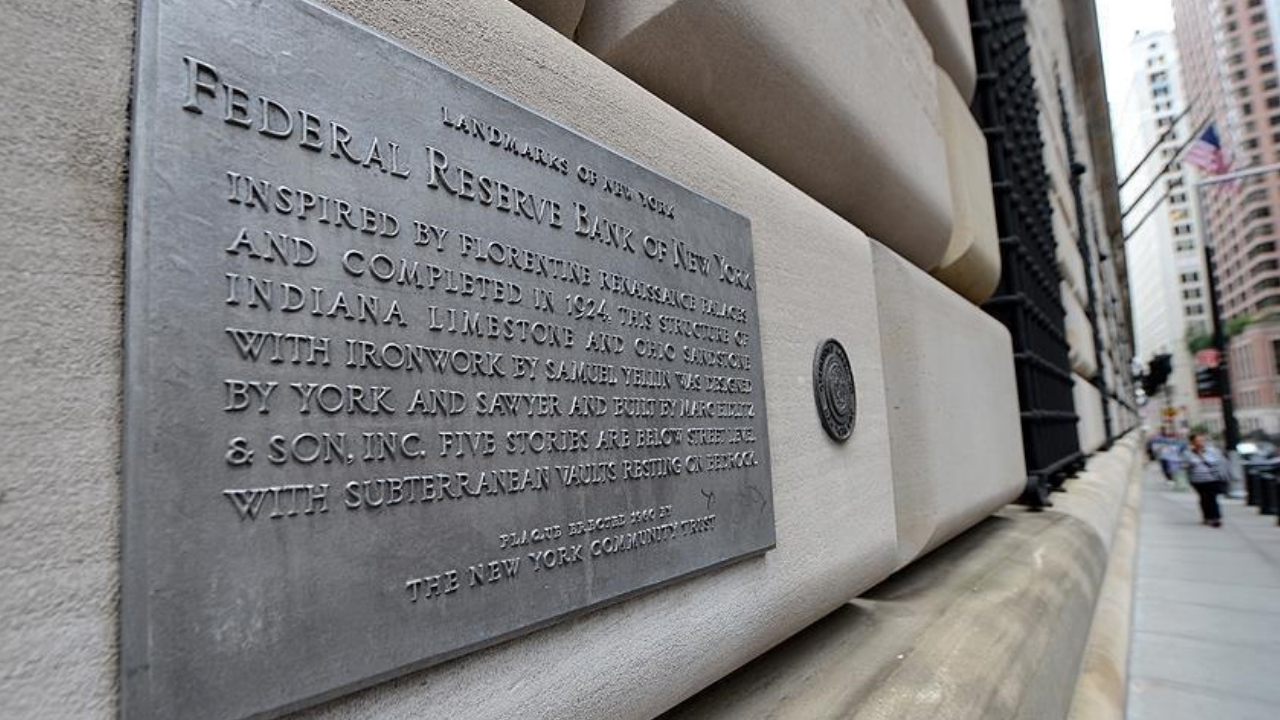 LANDMARKS OF NEW YORK
FEDERAL RESERVE BANK OF NEW YORK
INSPIRED BY FLORENTINE RENAISSANCE PALACES
AND COMPLETED IN 1924, THIS STRUCTURE OF
INDIANA LIMESTONE AND OHIO SANDSTONE
WITH IRONWORK BY SAMUEL YELLIN WAS DESIGNED
BY YORK AND SAWYER AND BUILT BY MARC EIDLITZ
& SON, INC. FIVE STORIES ARE BELOW STREET LEVEL
WITH SUBTERRANEAN VAULTS RESTING ON BEDROCK.
PLAQUE ERECTED BY
THE NEW YORK COMMUNITY TRUST